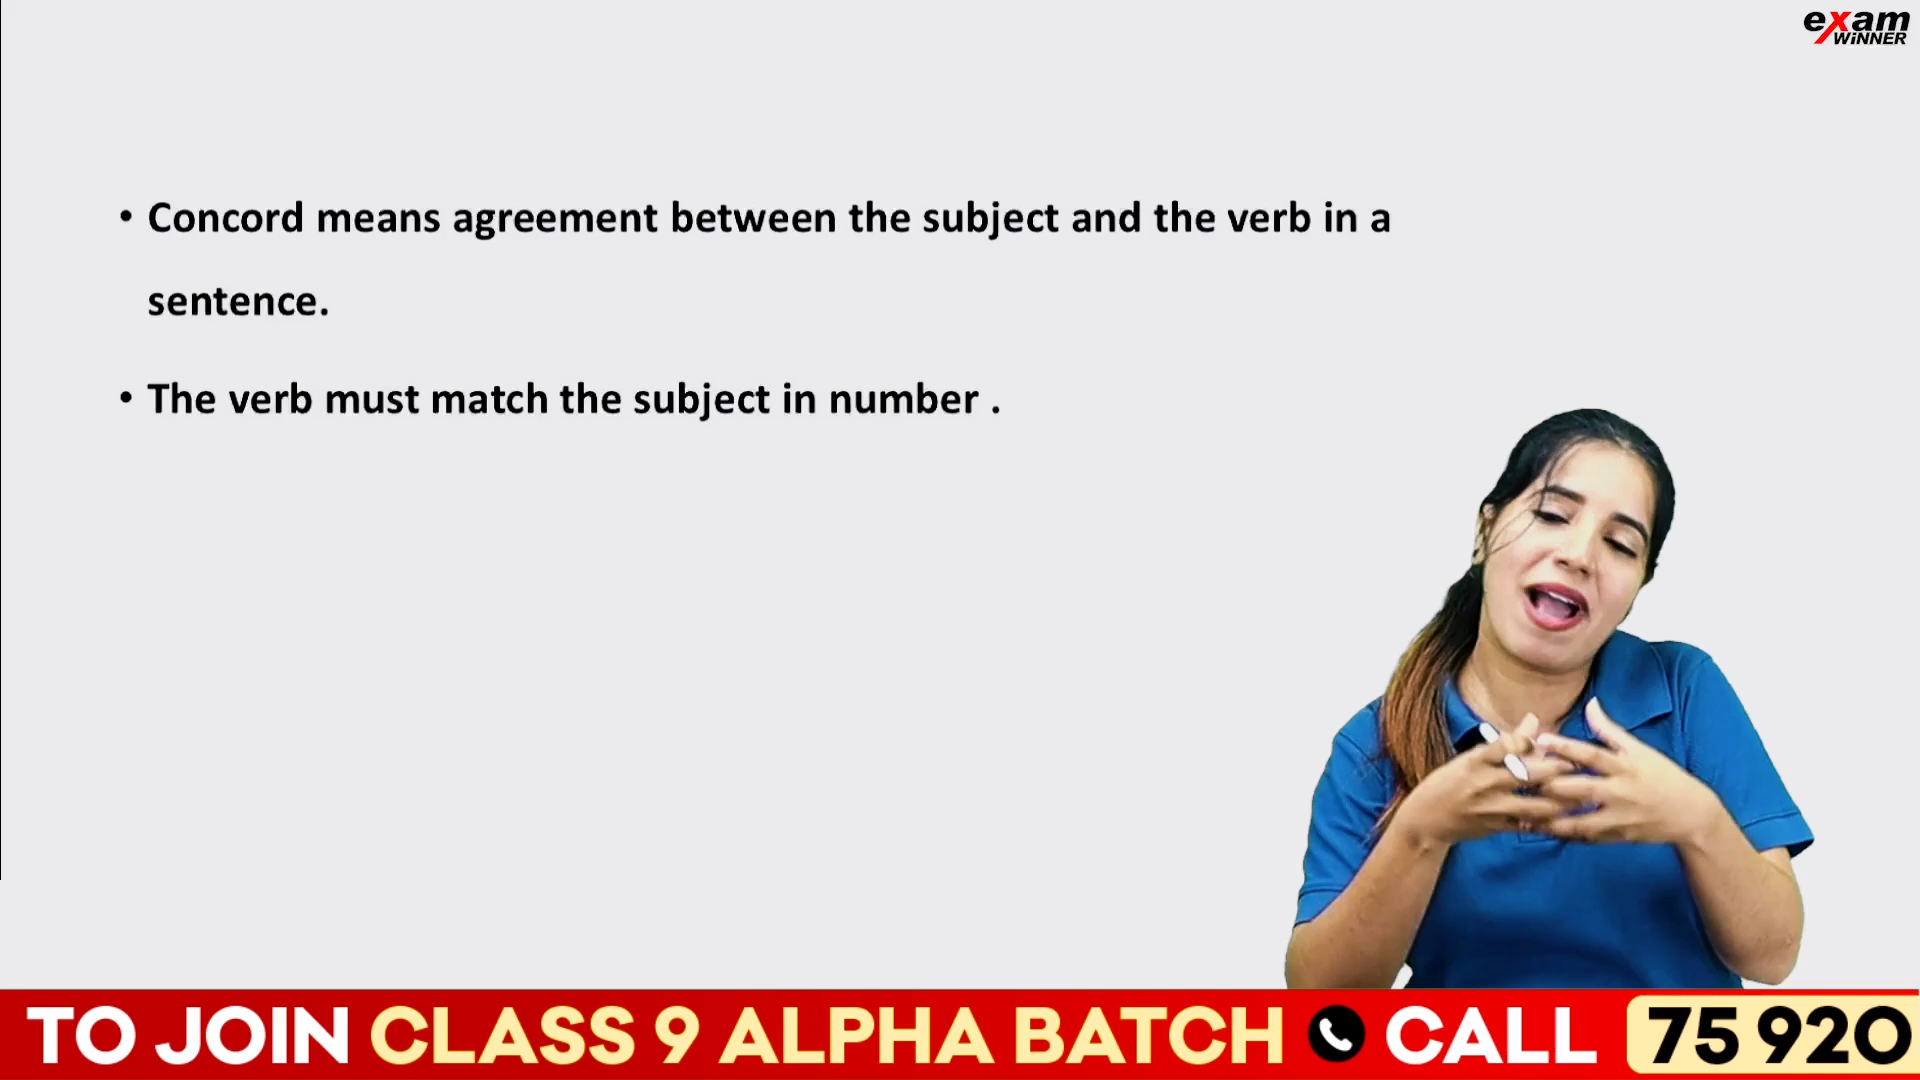 exam
WiNNER
• Concord means agreement between the subject and the verb in a
sentence.
• The verb must match the subject in number .
TO JOIN CLASS 9 ALPHA BATCH CALL 75 920